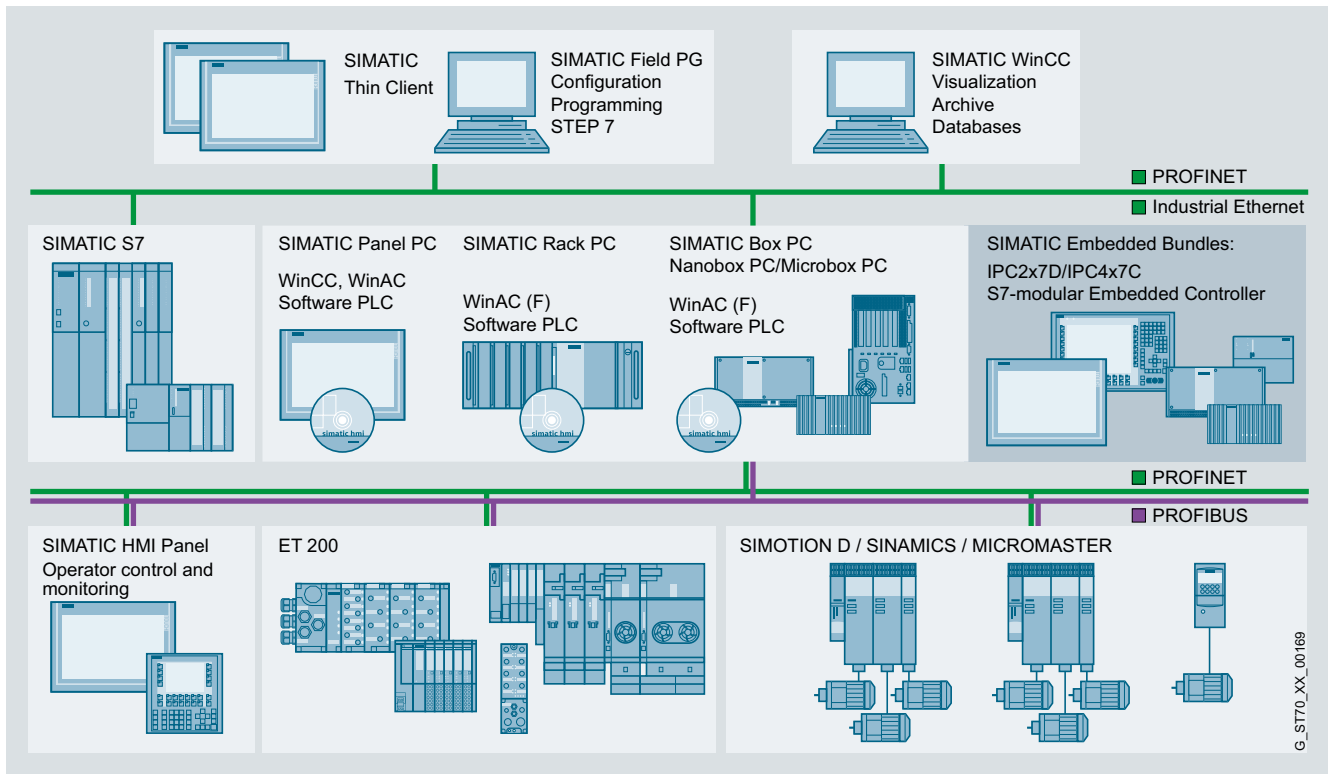 SIMATIC
Thin Client
SIMATIC Field PG
Configuration
Programming
STEP 7
SIMATIC WinCC
Visualization
Archive
Databases
PROFINET
Industrial Ethernet
SIMATIC S7
SIMATIC Panel PC
WinCC, WinAC
Software PLC
simatic hmi
SIMATIC Rack PC
WinAC (F)
Software PLC
simatic hmi
SIMATIC Box PC
Nanobox PC/Microbox PC
WinAC (F)
Software PLC
simatic hmi
SIMATIC Embedded Bundles:
IPC2x7D/IPC4x7C
S7-modular Embedded Controller
PROFINET
PROFIBUS
SIMATIC HMI Panel
Operator control and
monitoring
ET 200
SIMOTION D / SINAMICS / MICROMASTER
G_ST70_XX_00169